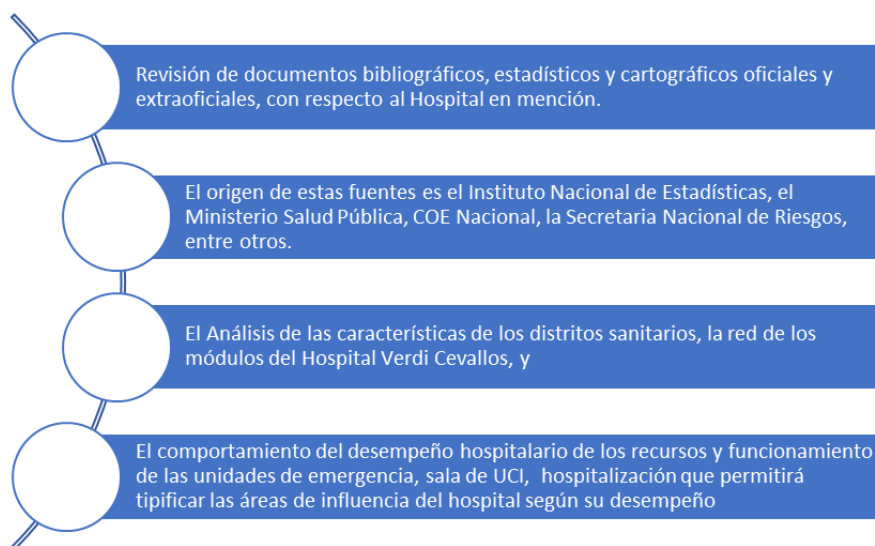 Revisión de documentos bibliográficos, estadísticos y cartográficos oficiales y
extraoficiales, con respecto al Hospital en mención.
El origen de estas fuentes es el Instituto Nacional de Estadísticas, el
Ministerio Salud Pública, COE Nacional, la Secretaria Nacional de Riesgos,
entre otros.
El Análisis de las características de los distritos sanitarios, la red de los
módulos del Hospital Verdi Cevallos, y
El comportamiento del desempeño hospitalario de los recursos y funcionamiento
de las unidades de emergencia, sala de UCI, hospitalización que permitirá
tipificar las áreas de influencia del hospital según su desempeño